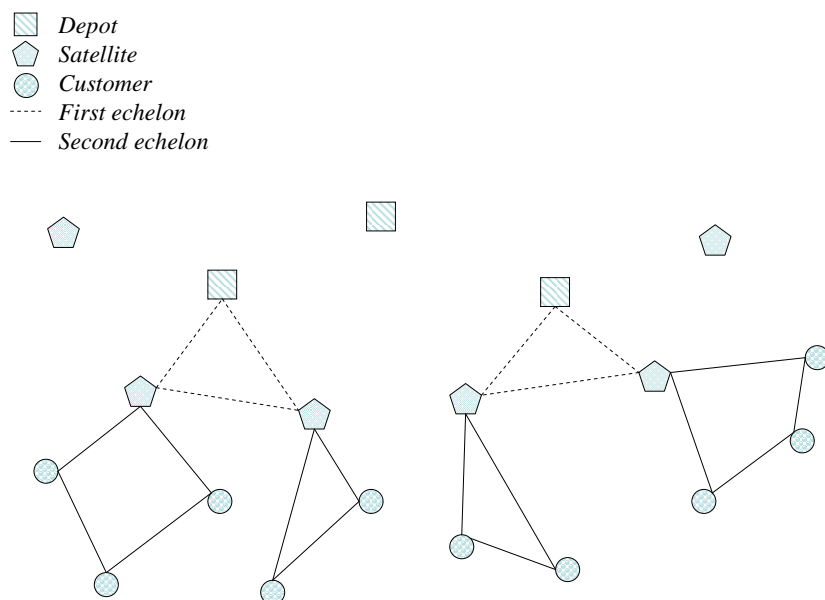 Depot
Satellite
Customer
First echelon
Second echelon